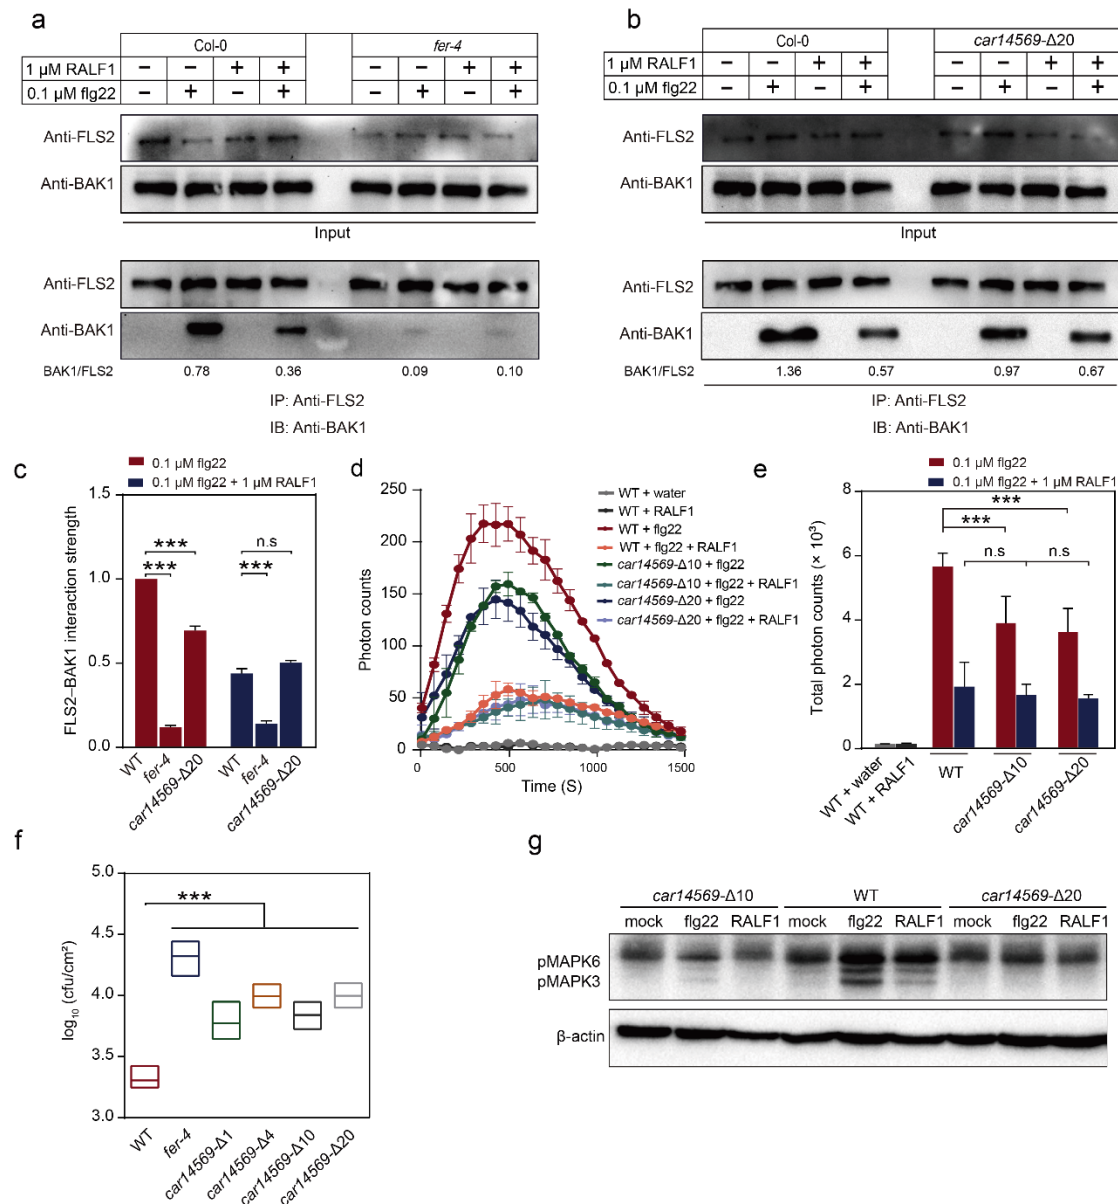 a
Col-0 fer-4
1 μM RALF1 – – + + – – + +
0.1 μM flg22 – + – + – + – +
Anti-FLS2
Anti-BAK1
Input
Anti-FLS2
Anti-BAK1
BAK1/FLS2 0.78 0.36 0.09 0.10
IP: Anti-FLS2
IB: Anti-BAK1
b
Col-0 car14569-Δ20
1 μM RALF1 – – + + – – + +
0.1 μM flg22 – + – + – + – +
Anti-FLS2
Anti-BAK1
Input
Anti-FLS2
Anti-BAK1
BAK1/FLS2 1.36 0.57 0.97 0.67
IP: Anti-FLS2
IB: Anti-BAK1
c
0.1 μM flg22
0.1 μM flg22 + 1 μM RALF1
FLS2–BAK1 interaction strength
1.5
1.0
0.5
0.0
*** n.s
*** ***
WT
fer-4
car14569-Δ20
WT
fer-4
car14569-Δ20
d
Photon counts
250
200
150
100
50
0
0 500 1000 1500
Time (S)
WT + water
WT + RALF1
WT + flg22
WT + flg22 + RALF1
car14569-Δ10 + flg22
car14569-Δ10 + flg22 + RALF1
car14569-Δ20 + flg22
car14569-Δ20 + flg22 + RALF1
e
0.1 μM flg22
0.1 μM flg22 + 1 μM RALF1
Total photon counts (× 10³)
8
6
4
2
0
***
***
n.s n.s
WT + water
WT + RALF1
WT
car14569-Δ10
car14569-Δ20
f
log₁₀ (cfu/cm²)
5.0
4.5
4.0
3.5
3.0
***
WT
fer-4
car14569-Δ1
car14569-Δ4
car14569-Δ10
car14569-Δ20
g
car14569-Δ10 WT car14569-Δ20
mock flg22 RALF1 mock flg22 RALF1 mock flg22 RALF1
pMAPK6
pMAPK3
β-actin